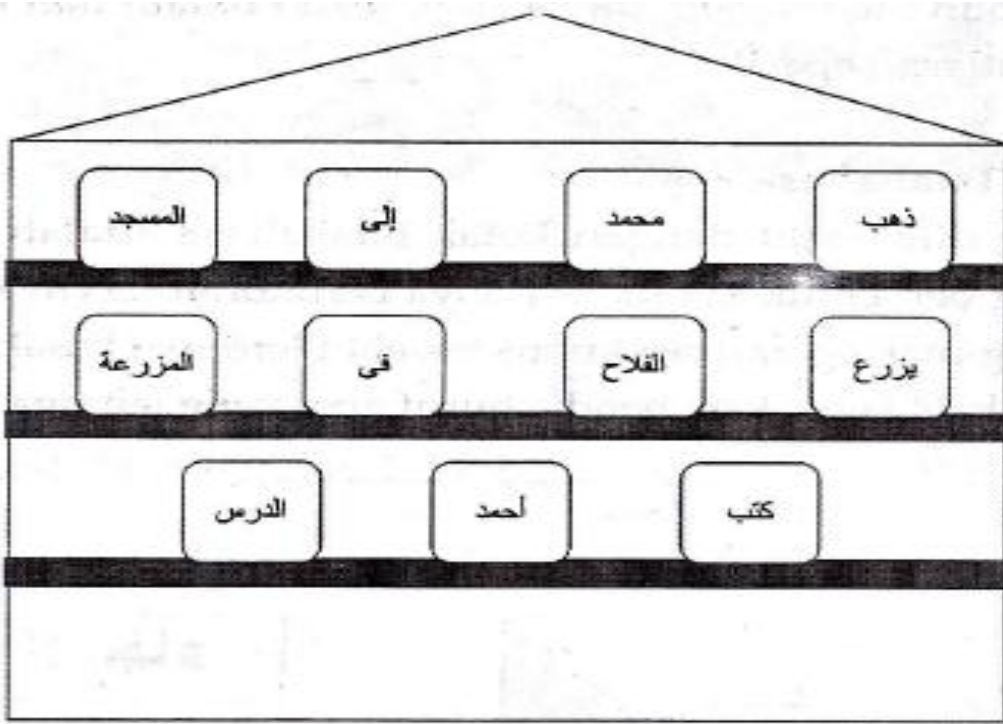 ذهب محمد إلى المسجد
يزرع الفلاح فى المزرعة
كتب أحمد الدرس